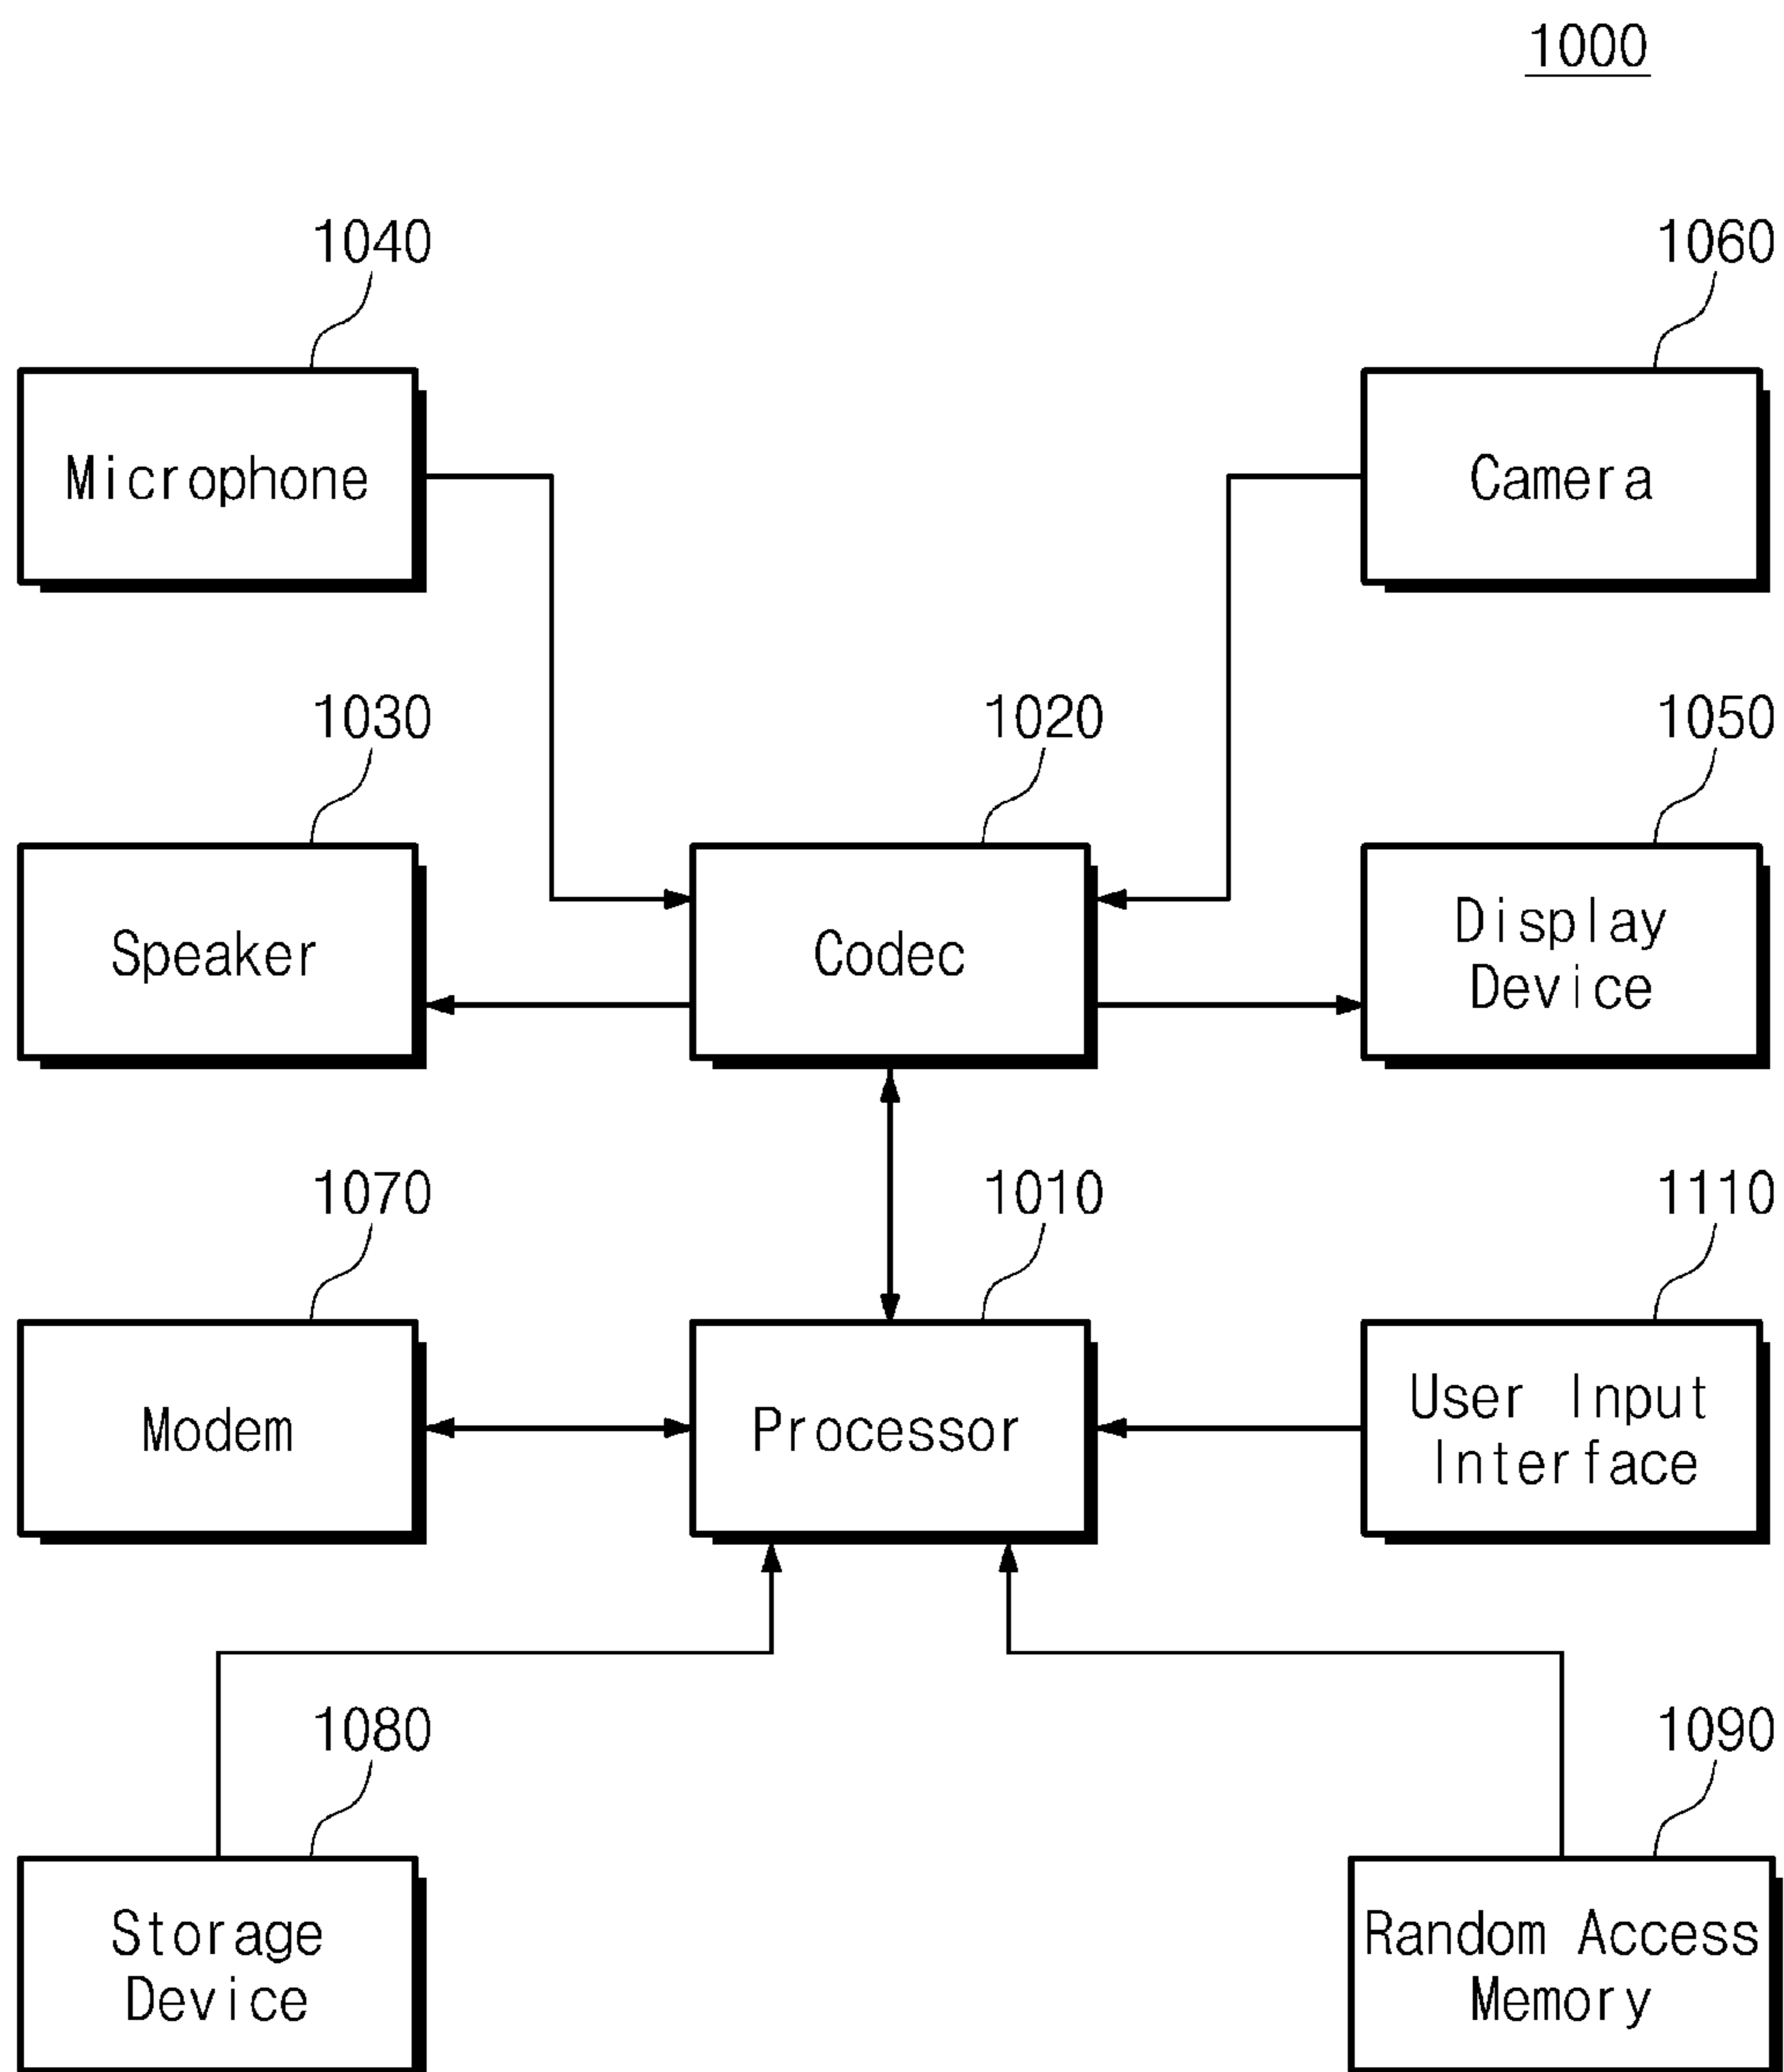 1000
1040
1060
Microphone
Camera
1030
1020
1050
Speaker
Codec
Display
Device
1070
1010
1110
Modem
Processor
User Input
Interface
1080
1090
Storage
Device
Random Access
Memory